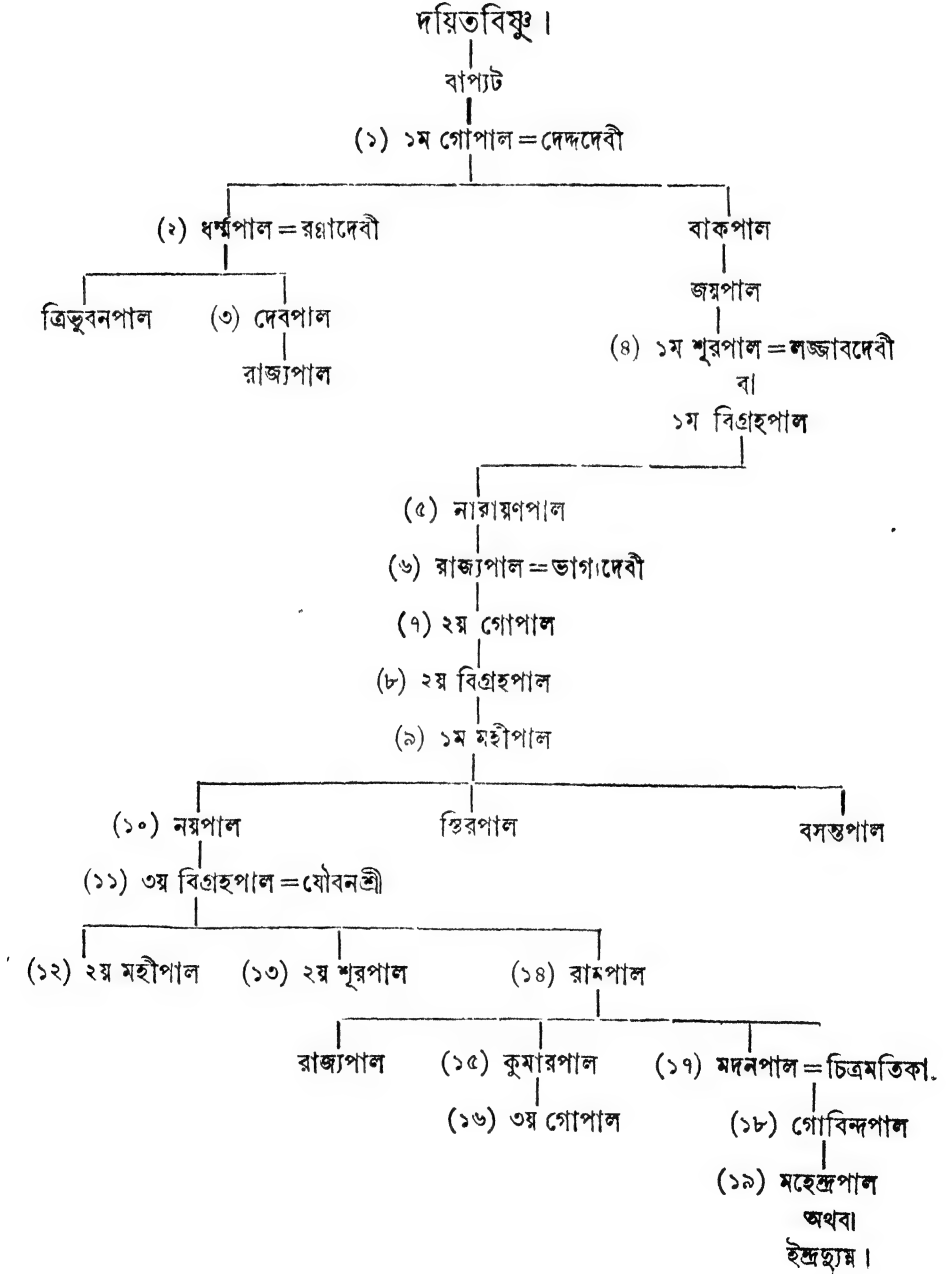 দয়িতবিষ্ণু।
বাপ্যট
(১) ১ম গোপাল = দেদ্দদেবী
(২) ধর্ম্মপাল = রণ্ণাদেবী বাকপাল
জয়পাল
ত্রিভুবনপাল (৩) দেবপাল
(৪) ১ম শূরপাল = লজ্জাবদেবী
রাজ্যপাল
বা
১ম বিগ্রহপাল
(৫) নারায়ণপাল
(৬) রাজ্যপাল = ভাগ্যদেবী
(৭) ২য় গোপাল
(৮) ২য় বিগ্রহপাল
(৯) ১ম মহীপাল
(১০) নয়পাল স্থিরপাল বসন্তপাল
(১১) ৩য় বিগ্রহপাল = যৌবনশ্রী
(১২) ২য় মহীপাল (১৩) ২য় শূরপাল (১৪) রামপাল
রাজ্যপাল (১৫) কুমারপাল (১৭) মদনপাল = চিত্রমতিকা.
(১৬) ৩য় গোপাল (১৮) গোবিন্দপাল
(১৯) মহেন্দ্রপাল
অথবা
ইন্দ্রদ্যুম্ন।